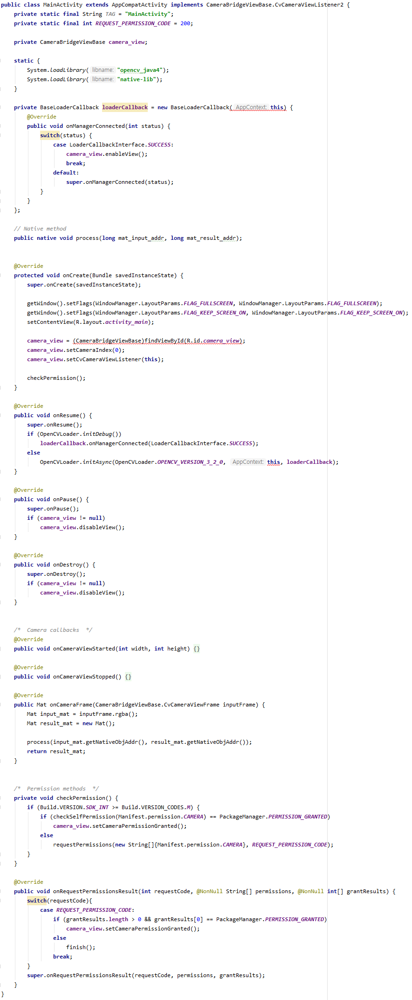 public class MainActivity extends AppCompatActivity implements CameraBridgeViewBase.CvCameraViewListener2 {
    private static final String TAG = "MainActivity";
    private static final int REQUEST_PERMISSION_CODE = 200;

    private CameraBridgeViewBase camera_view;

    static {
        System.loadLibrary( libname: "opencv_java4");
        System.loadLibrary( libname: "native-lib");
    }

    private BaseLoaderCallback loaderCallback = new BaseLoaderCallback( AppContext: this) {
        @Override
        public void onManagerConnected(int status) {
            switch(status) {
                case LoaderCallbackInterface.SUCCESS:
                    camera_view.enableView();
                    break;
                default:
                    super.onManagerConnected(status);
            }
        }
    };

    // Native method
    public native void process(long mat_input_addr, long mat_result_addr);


    @Override
    protected void onCreate(Bundle savedInstanceState) {
        super.onCreate(savedInstanceState);

        getWindow().setFlags(WindowManager.LayoutParams.FLAG_FULLSCREEN, WindowManager.LayoutParams.FLAG_FULLSCREEN);
        getWindow().setFlags(WindowManager.LayoutParams.FLAG_KEEP_SCREEN_ON, WindowManager.LayoutParams.FLAG_KEEP_SCREEN_ON);
        setContentView(R.layout.activity_main);

        camera_view = (CameraBridgeViewBase)findViewById(R.id.camera_view);
        camera_view.setCameraIndex(0);
        camera_view.setCvCameraViewListener(this);

        checkPermission();
    }

    @Override
    public void onResume() {
        super.onResume();
        if (OpenCVLoader.initDebug())
            loaderCallback.onManagerConnected(LoaderCallbackInterface.SUCCESS);
        else
            OpenCVLoader.initAsync(OpenCVLoader.OPENCV_VERSION_3_2_0, AppContext: this, loaderCallback);
    }

    @Override
    public void onPause() {
        super.onPause();
        if (camera_view != null)
            camera_view.disableView();
    }

    @Override
    public void onDestroy() {
        super.onDestroy();
        if (camera_view != null)
            camera_view.disableView();
    }


    /*  Camera callbacks  */
    @Override
    public void onCameraViewStarted(int width, int height) {}

    @Override
    public void onCameraViewStopped() {}

    @Override
    public Mat onCameraFrame(CameraBridgeViewBase.CvCameraViewFrame inputFrame) {
        Mat input_mat = inputFrame.rgba();
        Mat result_mat = new Mat();

        process(input_mat.getNativeObjAddr(), result_mat.getNativeObjAddr());
        return result_mat;
    }


    /*  Permission methods  */
    private void checkPermission() {
        if (Build.VERSION.SDK_INT >= Build.VERSION_CODES.M) {
            if (checkSelfPermission(Manifest.permission.CAMERA) == PackageManager.PERMISSION_GRANTED)
                camera_view.setCameraPermissionGranted();
            else
                requestPermissions(new String[]{Manifest.permission.CAMERA}, REQUEST_PERMISSION_CODE);
        }
    }

    @Override
    public void onRequestPermissionsResult(int requestCode, @NonNull String[] permissions, @NonNull int[] grantResults) {
        switch(requestCode){
            case REQUEST_PERMISSION_CODE:
                if (grantResults.length > 0 && grantResults[0] == PackageManager.PERMISSION_GRANTED)
                    camera_view.setCameraPermissionGranted();
                else
                    finish();
                break;
        }
        super.onRequestPermissionsResult(requestCode, permissions, grantResults);
    }
}